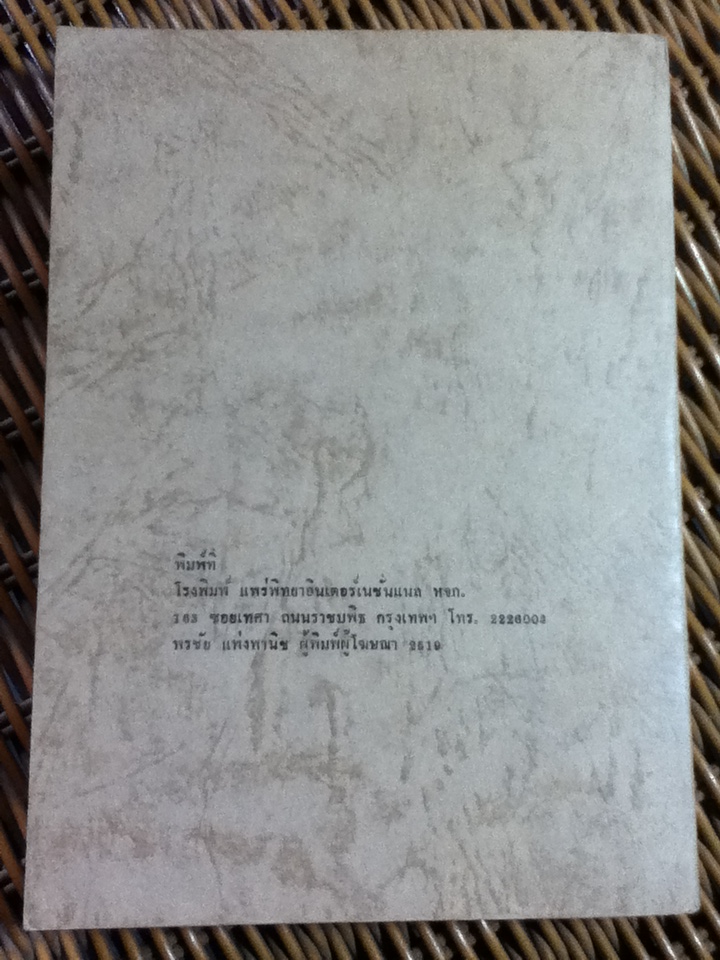 พิมพ์ที่
โรงพิมพ์ แพร่พิทยาอินเตอร์เนชั่นแนล หจก.
163 ซอยเทศา ถนนราชบพิธ กรุงเทพฯ โทร. 2226003
พรชัย แพ่งพานิช ผู้พิมพ์ผู้โฆษณา 2519